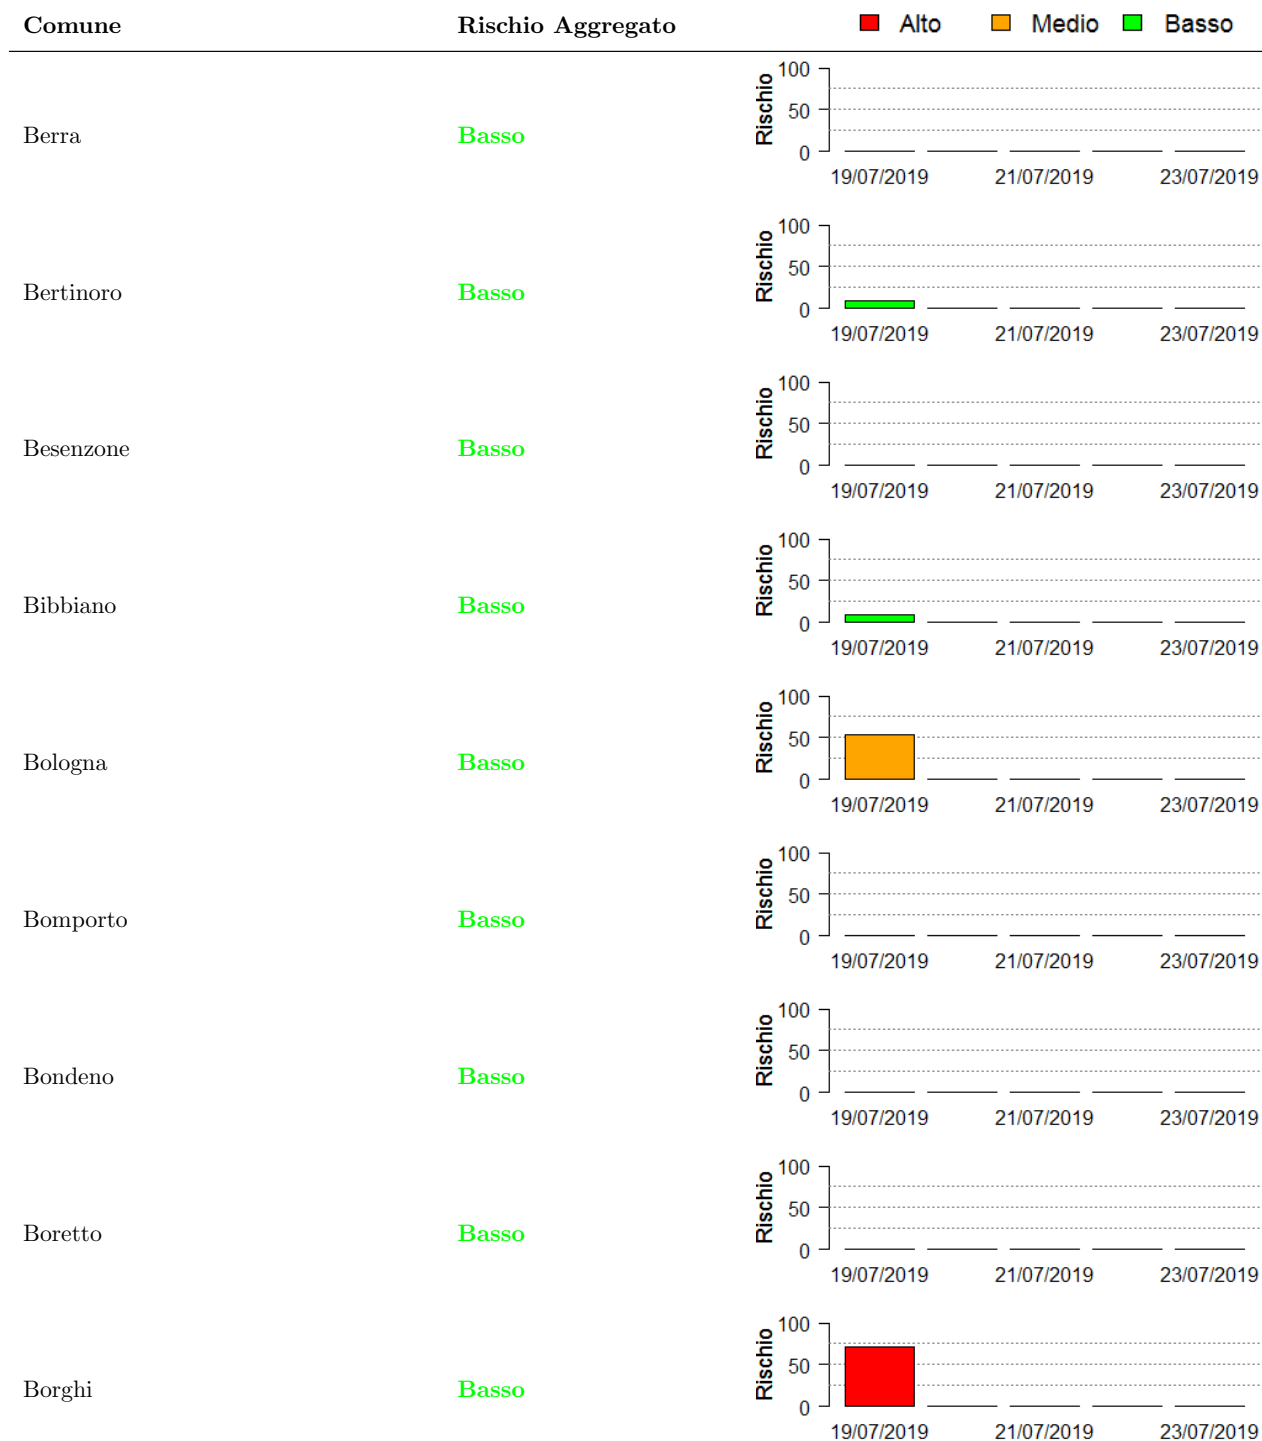 Comune Rischio Aggregato Alto Medio Basso
Berra Basso Rischio 100 50 0
19/07/2019 21/07/2019 23/07/2019
Bertinoro Basso Rischio 100 50 0
19/07/2019 21/07/2019 23/07/2019
Besenzone Basso Rischio 100 50 0
19/07/2019 21/07/2019 23/07/2019
Bibbiano Basso Rischio 100 50 0
19/07/2019 21/07/2019 23/07/2019
Bologna Basso Rischio 100 50 0
19/07/2019 21/07/2019 23/07/2019
Bomporto Basso Rischio 100 50 0
19/07/2019 21/07/2019 23/07/2019
Bondeno Basso Rischio 100 50 0
19/07/2019 21/07/2019 23/07/2019
Boretto Basso Rischio 100 50 0
19/07/2019 21/07/2019 23/07/2019
Borghi Basso Rischio 100 50 0
19/07/2019 21/07/2019 23/07/2019